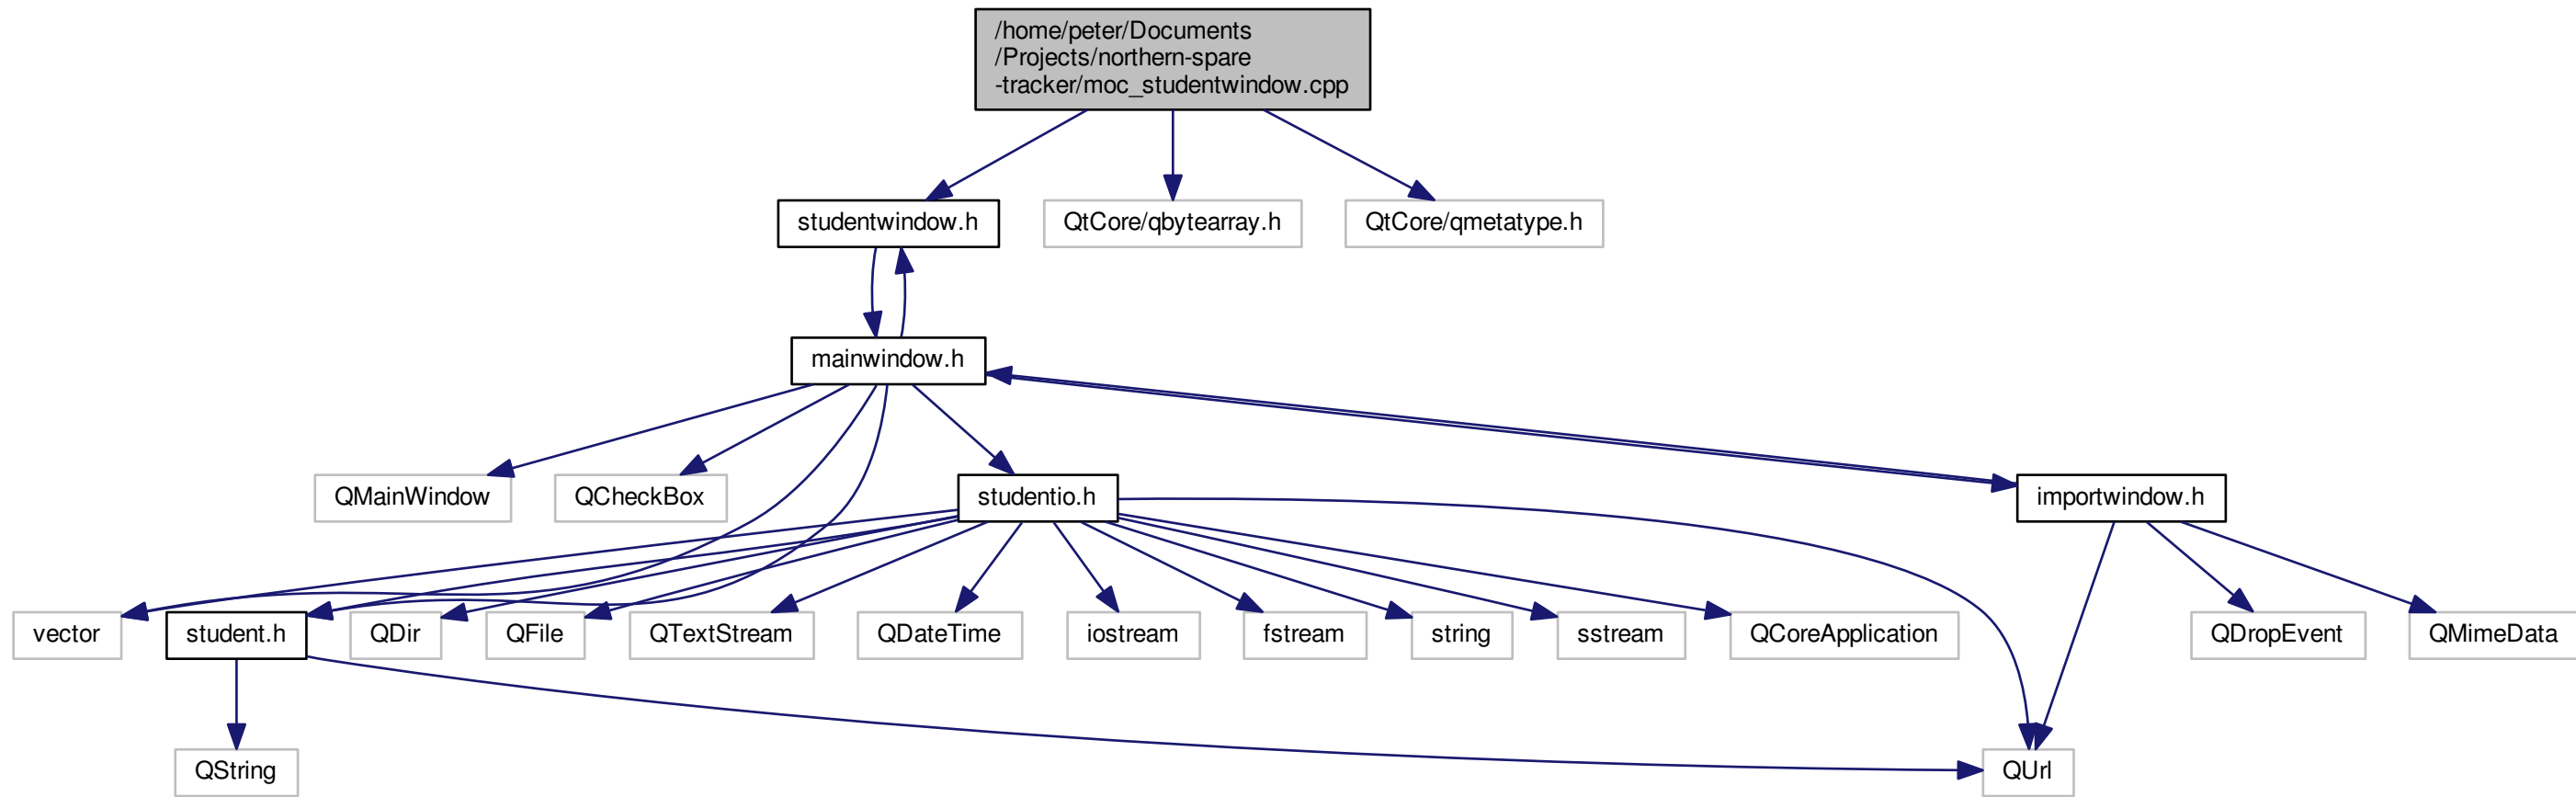 /home/peter/Documents
/Projects/northern-spare
-tracker/moc_studentwindow.cpp
studentwindow.h
QtCore/qbytearray.h
QtCore/qmetatype.h
mainwindow.h
QMainWindow
QCheckBox
studentio.h
importwindow.h
vector
student.h
QDir
QFile
QTextStream
QDateTime
iostream
fstream
string
sstream
QCoreApplication
QDropEvent
QMimeData
QString
QUrl